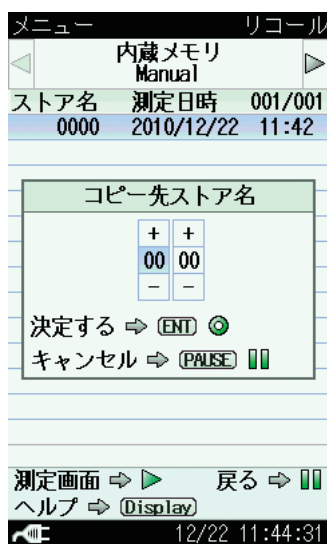 メニュー リコール
内蔵メモリ
Manual
ストア名 測定日時 001/001
0000 2010/12/22 11:42
コピー先ストア名
+ +
00 00
− −
決定する ⇨ ENT ◎
キャンセル ⇨ PAUSE
測定画面 ⇨ ▷ 戻る ⇨
ヘルプ ⇨ Display
12/22 11:44:31